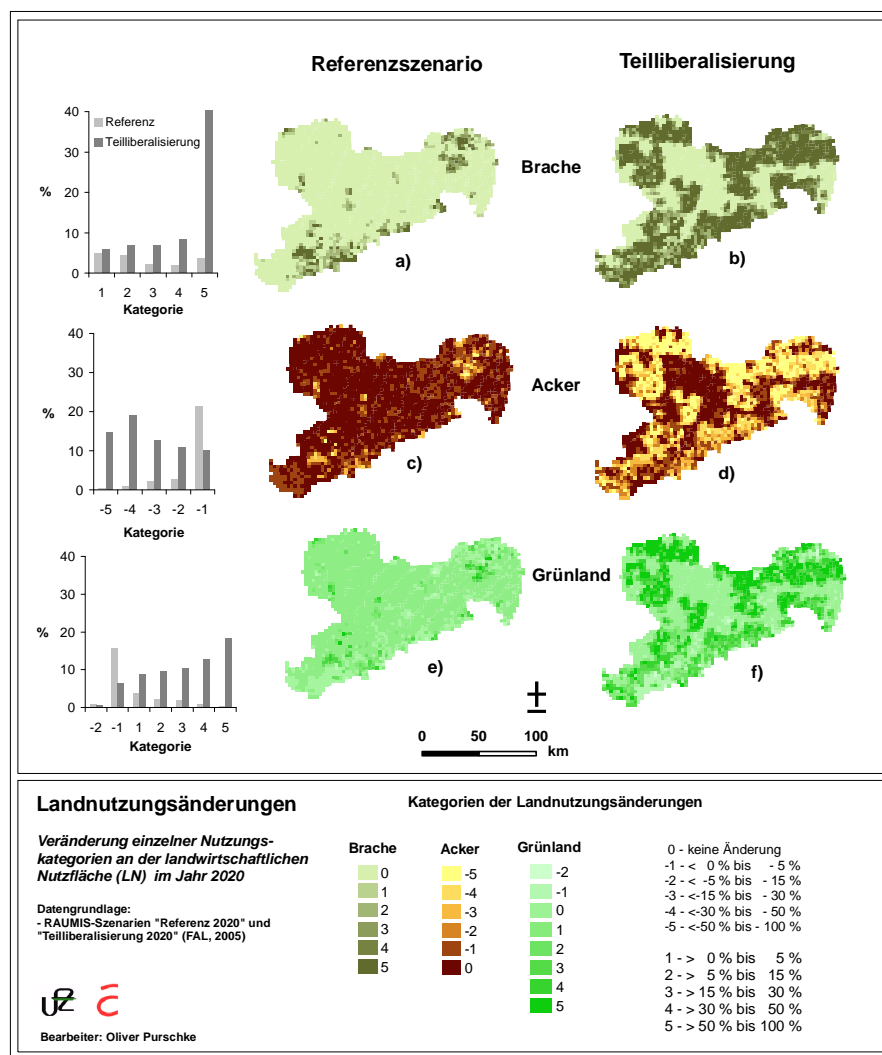 Referenzszenario
Teilliberalisierung
40
30
%
20
10
0
Referenz
Teilliberalisierung
1 2 3 4 5
Kategorie
Brache
a)
b)
40
30
%
20
10
0
-5 -4 -3 -2 -1
Kategorie
Acker
c)
d)
40
%
20
10
0
-2 -1 1 2 3 4 5
Kategorie
Grünland
e)
f)
0 50 100
km
Landnutzungsänderungen
Veränderung einzelner Nutzungs-
kategorien an der landwirtschaftlichen
Nutzfläche (LN) im Jahr 2020
Datengrundlage:
- RAUMIS-Szenarien "Referenz 2020" und
"Teilliberalisierung 2020" (FAL, 2005)
UFZ
Bearbeiter: Oliver Purschke
Kategorien der Landnutzungsänderungen
Brache
0
1
2
3
4
5
Acker
-5
-4
-3
-2
-1
0
Grünland
-2
-1
0
1
2
3
4
5
0 - keine Änderung
-1 - < 0 % bis - 5 %
-2 - < -5 % bis - 15 %
-3 - <-15 % bis - 30 %
-4 - <-30 % bis - 50 %
-5 - <-50 % bis - 100 %
1 - > 0 % bis 5 %
2 - > 5 % bis 15 %
3 - > 15 % bis 30 %
4 - > 30 % bis 50 %
5 - > 50 % bis 100 %